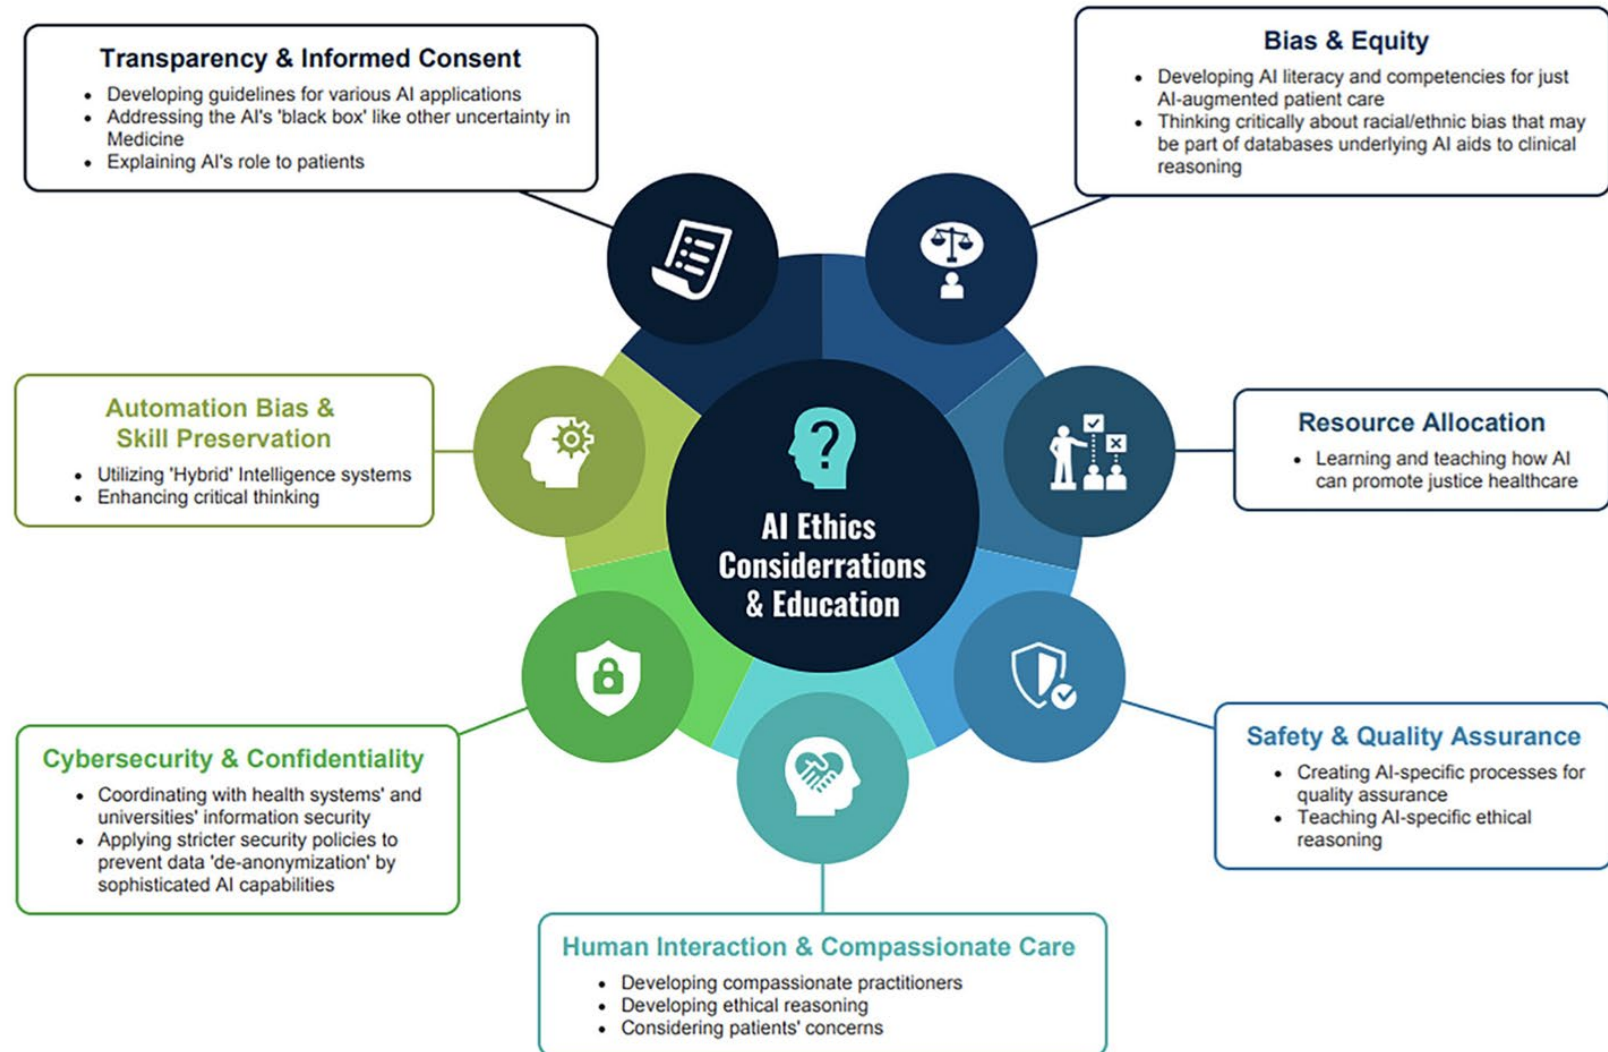 Transparency & Informed Consent
• Developing guidelines for various AI applications
• Addressing the AI's 'black box' like other uncertainty in
Medicine
• Explaining AI's role to patients
Bias & Equity
• Developing AI literacy and competencies for just
AI-augmented patient care
• Thinking critically about racial/ethnic bias that may
be part of databases underlying AI aids to clinical
reasoning
Automation Bias &
Skill Preservation
• Utilizing 'Hybrid' Intelligence systems
• Enhancing critical thinking
?
AI Ethics
Considerrations
& Education
Resource Allocation
• Learning and teaching how AI
can promote justice healthcare
Cybersecurity & Confidentiality
• Coordinating with health systems' and
universities' information security
• Applying stricter security policies to
prevent data 'de-anonymization' by
sophisticated AI capabilities
Safety & Quality Assurance
• Creating AI-specific processes for
quality assurance
• Teaching AI-specific ethical
reasoning
Human Interaction & Compassionate Care
• Developing compassionate practitioners
• Developing ethical reasoning
• Considering patients' concerns